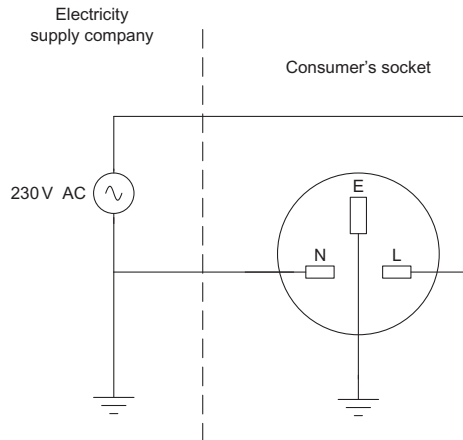 Electricity
supply company
Consumer's socket
230 V AC
E
N
L